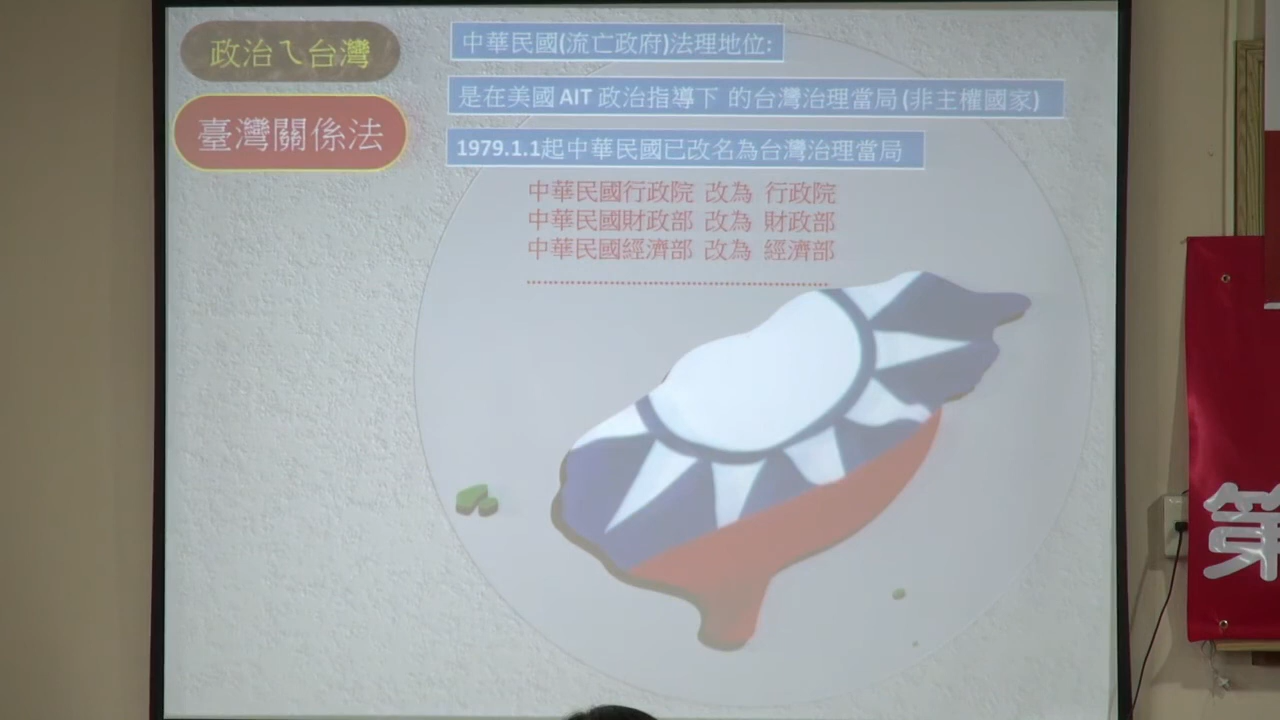 政治ㄟ台灣
臺灣關係法
中華民國(流亡政府)法理地位:
是在美國 AIT 政治指導下 的台灣治理當局 (非主權國家)
1979.1.1起中華民國已改名為台灣治理當局
中華民國行政院 改為 行政院
中華民國財政部 改為 財政部
中華民國經濟部 改為 經濟部
第